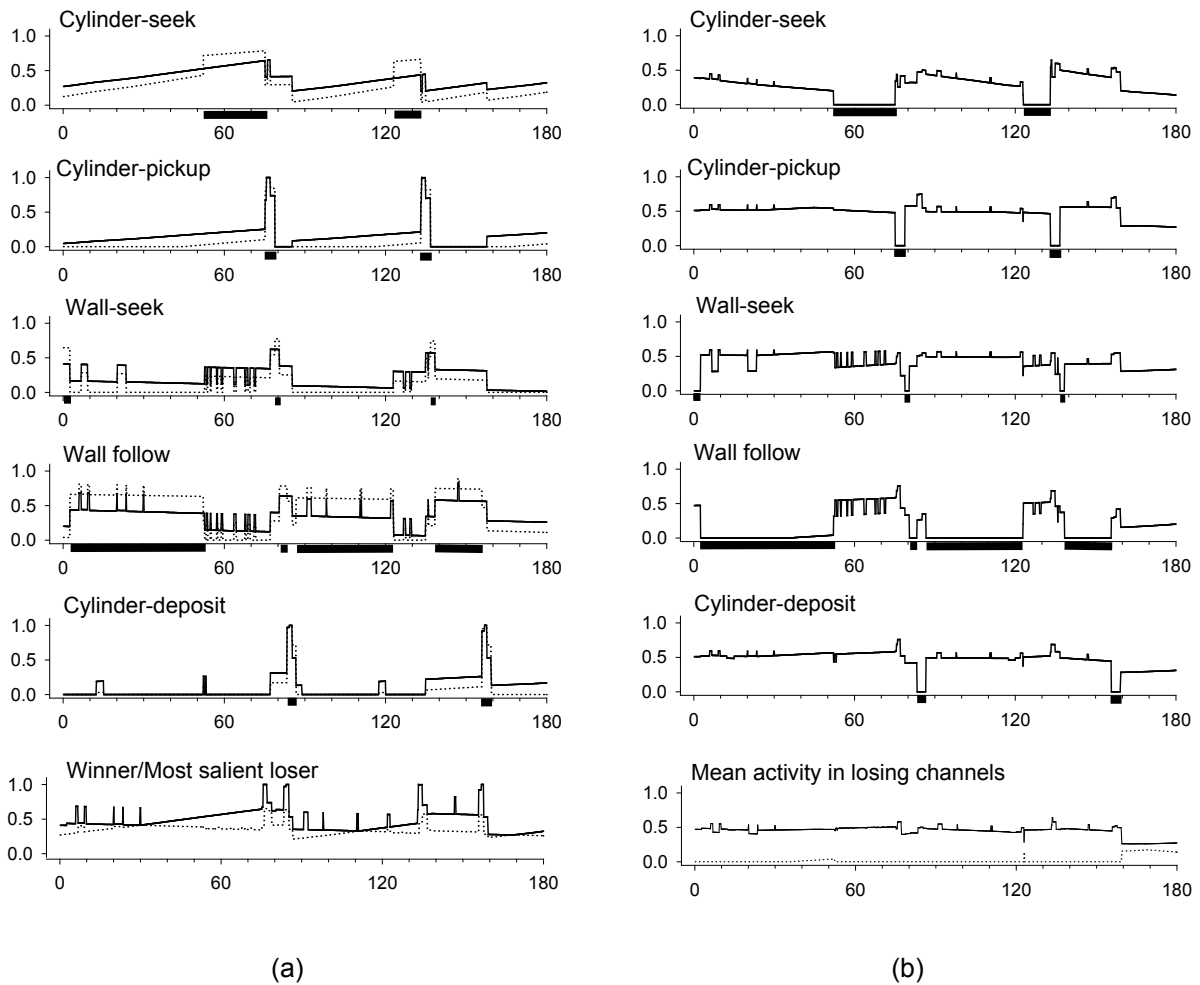 Cylinder-seek
1.0
0.5
0.0
0 60 120 180
Cylinder-pickup
1.0
0.5
0.0
0 60 120 180
Wall-seek
1.0
0.5
0.0
0 60 120 180
Wall follow
1.0
0.5
0.0
0 60 120 180
Cylinder-deposit
1.0
0.5
0.0
0 60 120 180
Winner/Most salient loser
1.0
0.5
0.0
0 60 120 180
(a)
Cylinder-seek
1.0
0.5
0.0
0 60 120 180
Cylinder-pickup
1.0
0.5
0.0
0 60 120 180
Wall-seek
1.0
0.5
0.0
0 60 120 180
Wall follow
1.0
0.5
0.0
0 60 120 180
Cylinder-deposit
1.0
0.5
0.0
0 60 120 180
Mean activity in losing channels
1.0
0.5
0.0
0 60 120 180
(b)